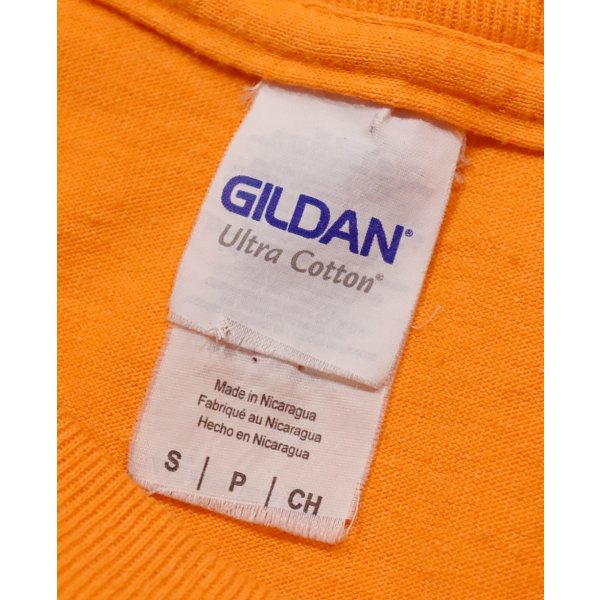 GILDAN®
Ultra Cotton®
Made in Nicaragua
Fabriqué au Nicaragua
Hecho en Nicaragua
S | P | CH